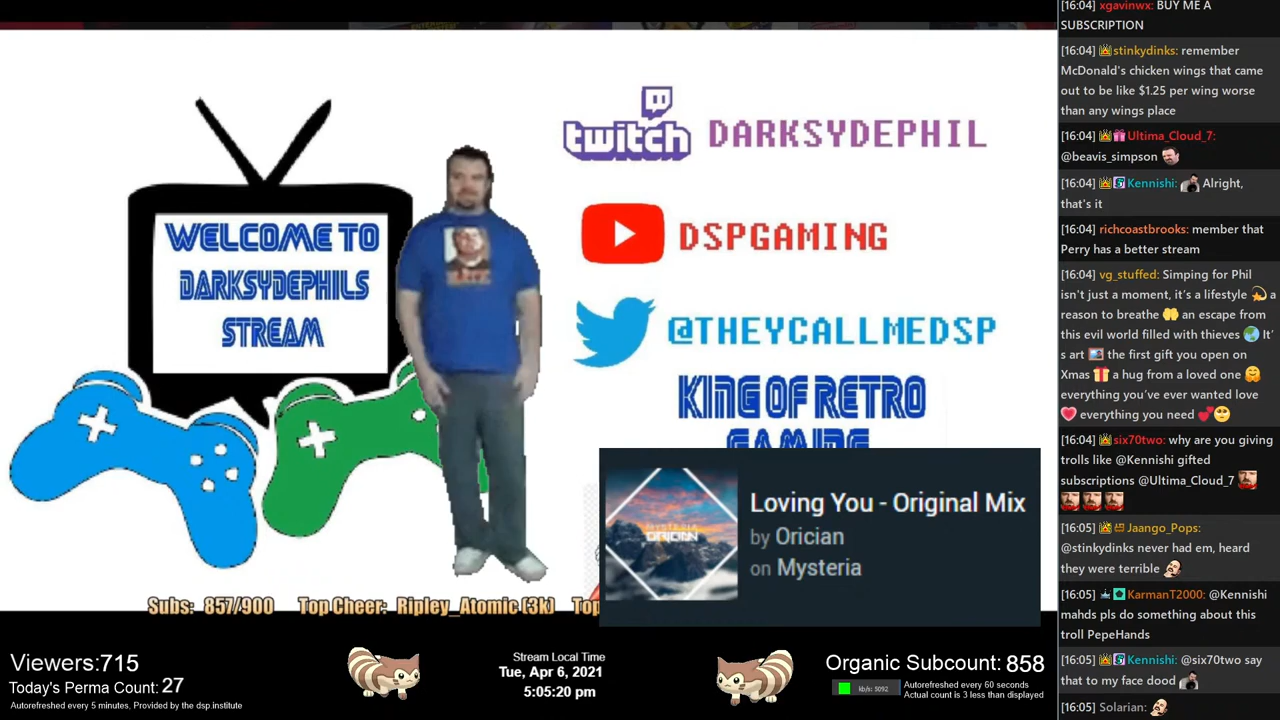 WELCOME TO
DARKSYDEPHILS
STREAM
twitch DARKSYDEPHIL
DSPGAMING
@THEYCALLMEDSP
KING OF RETRO
GAMING
Loving You - Original Mix
by Orician
on Mysteria
ORICIAN
Subs: 857/900 Top Cheer: Ripley_Atomic (3k) Top
Viewers:715
Today's Perma Count: 27
Autorefreshed every 5 minutes, Provided by the dsp institute
Stream Local Time
Tue, Apr 6, 2021
5:05:20 pm
Organic Subcount: 858
kb/s: 5092
Autorefreshed every 60 seconds
Actual count is 3 less than displayed
[16:04] xgavinwx: BUY ME A
SUBSCRIPTION
[16:04] stinkydinks: remember
McDonald's chicken wings that came
out to be like $1.25 per wing worse
than any wings place
[16:04] Ultima_Cloud_7:
@beavis_simpson
[16:04] Kennishi: Alright,
that's it
[16:04] richcoastbrooks: member that
Perry has a better stream
[16:04] vg_stuffed: Simping for Phil
isn't just a moment, it's a lifestyle 💫 a
reason to breathe 🤲 an escape from
this evil world filled with thieves 🌏 It'
s art 🖼️ the first gift you open on
Xmas 🎁 a hug from a loved one 🤗
everything you've ever wanted love
❤️ everything you need 💕🥺
[16:04] six70two: why are you giving
trolls like @Kennishi gifted
subscriptions @Ultima_Cloud_7
[16:05] Jaango_Pops:
@stinkydinks never had em, heard
they were terrible
[16:05] KarmanT2000: @Kennishi
mahds pls do something about this
troll PepeHands
[16:05] Kennishi: @six70two say
that to my face dood
[16:05] Solarian: